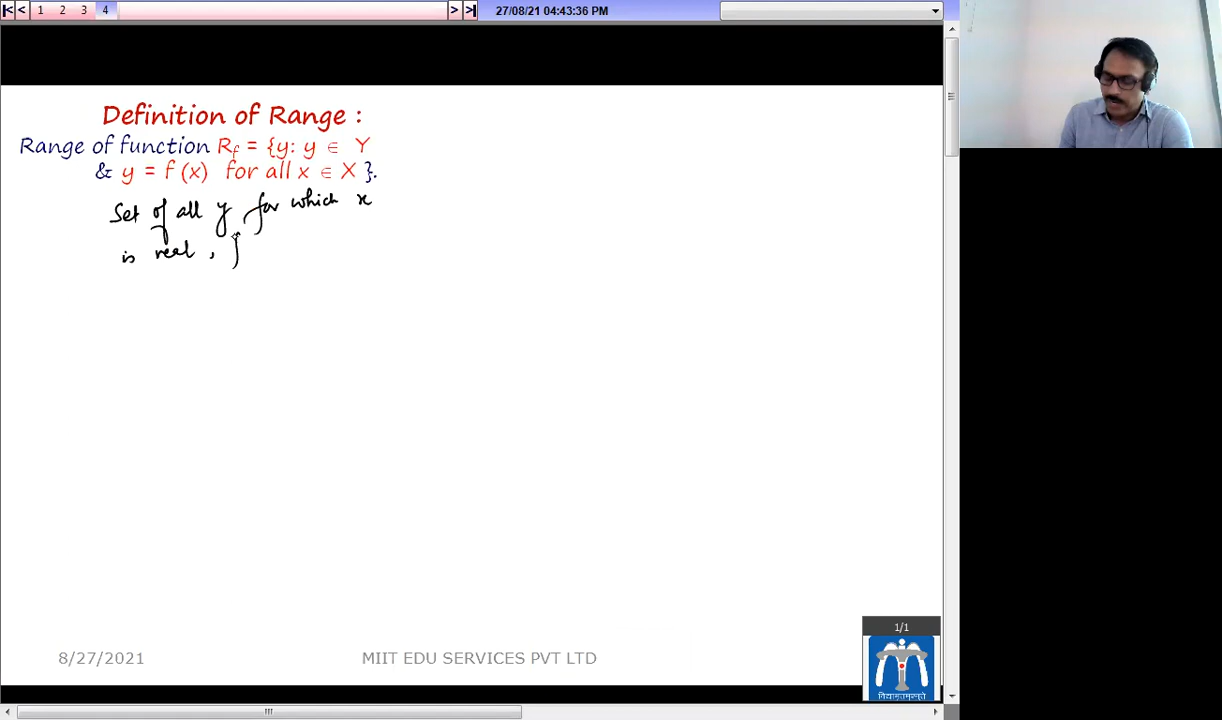 1 2 3 4
27/08/21 04:43:36 PM
Definition of Range :
Range of function Rf = {y: y ∈ Y
& y = f (x) for all x ∈ X }.
Set of all y for which x
is real ,
1/1
8/27/2021
MIIT EDU SERVICES PVT LTD